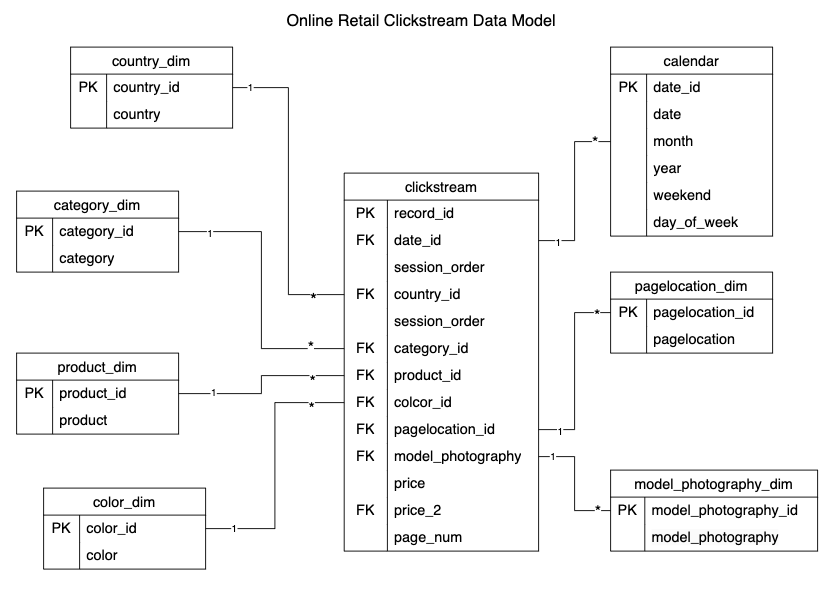 Online Retail Clickstream Data Model
country_dim
PK country_id
country
1
*
category_dim
PK category_id
category
1
*
product_dim
PK product_id
product
1
*
color_dim
PK color_id
color
1
*
clickstream
PK record_id
FK date_id
session_order
FK country_id
session_order
FK category_id
FK product_id
FK colcor_id
FK pagelocation_id
FK model_photography
price
FK price_2
page_num
calendar
PK date_id
date
month
year
weekend
day_of_week
*
1
pagelocation_dim
PK pagelocation_id
pagelocation
*
1
model_photography_dim
PK model_photography_id
model_photography
1
*